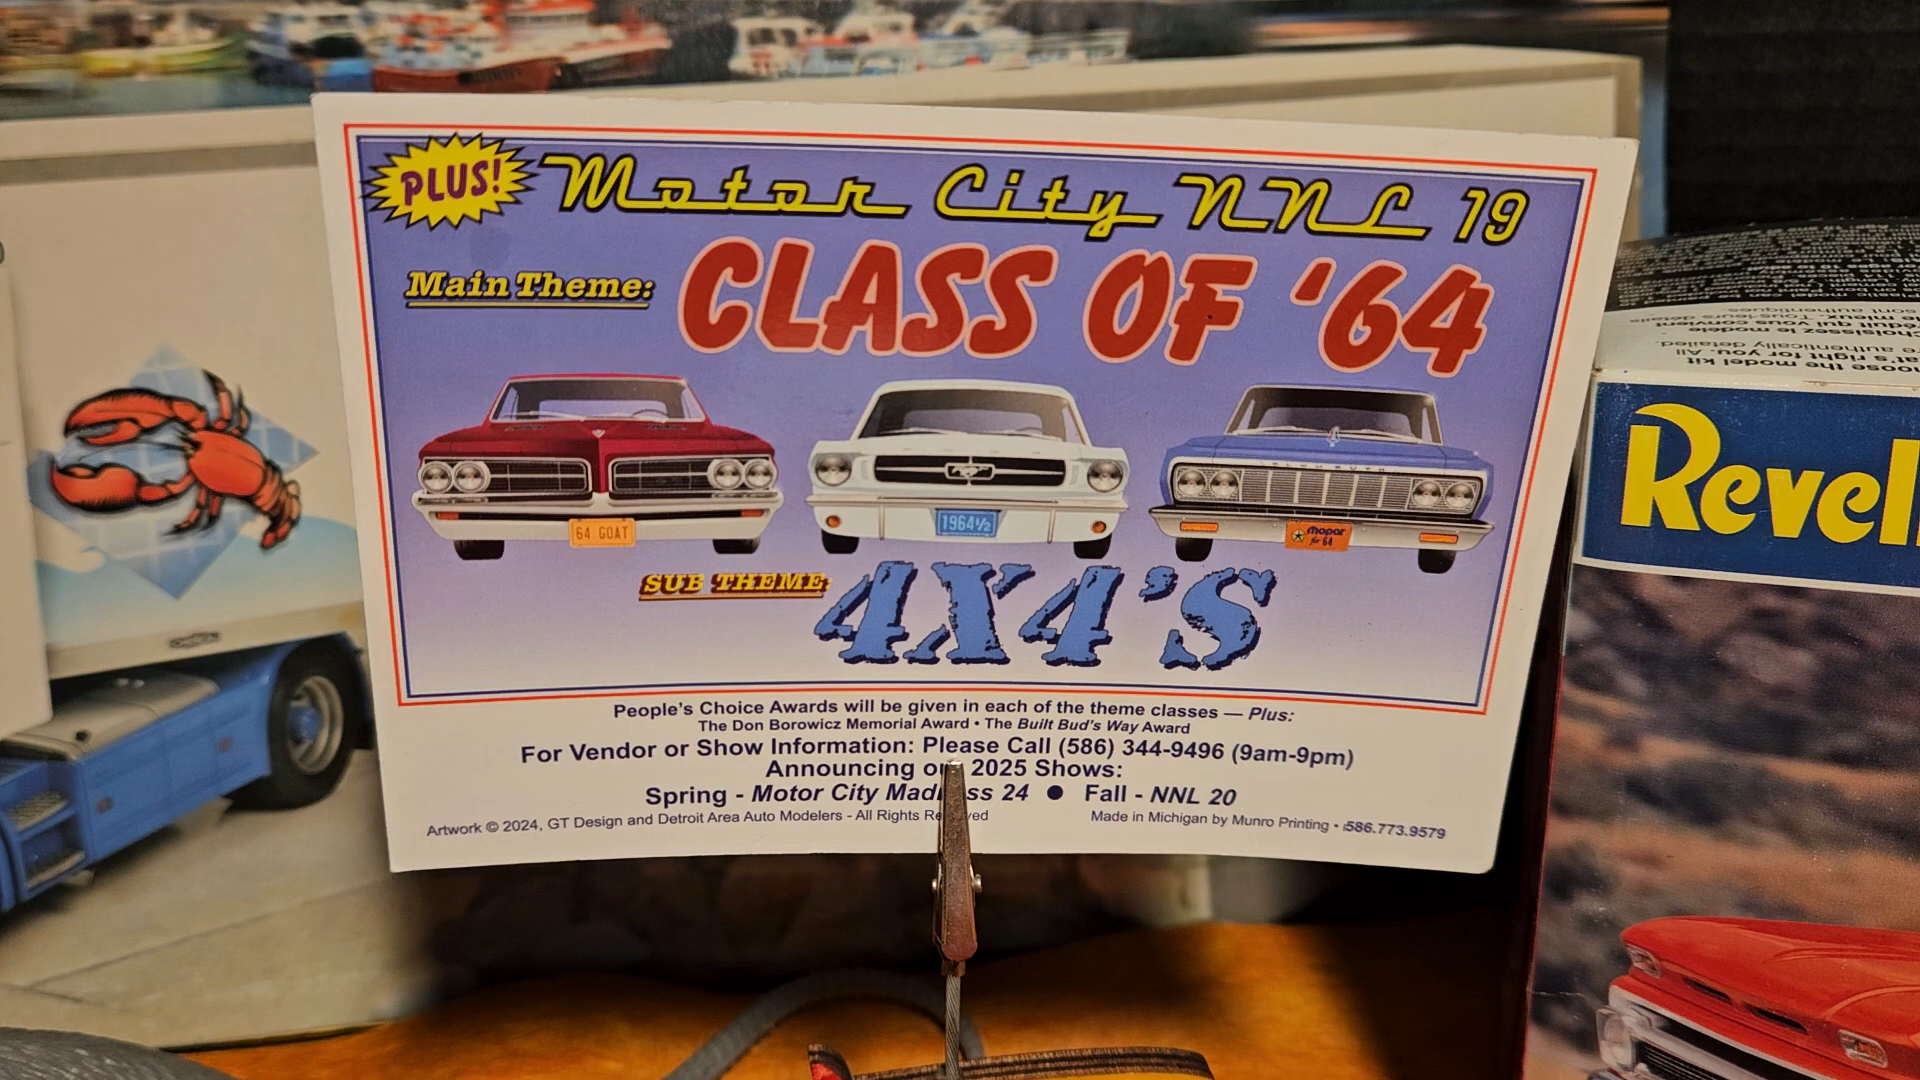 PLUS!
Motor City NNL 19
Main Theme:
CLASS OF '64
64 GOAT
1964½
PLYMOUTH
Mopar
for 64
SUB THEME:
4X4'S
People's Choice Awards will be given in each of the theme classes — Plus:
The Don Borowicz Memorial Award • The Built Bud's Way Award
For Vendor or Show Information: Please Call (586) 344-9496 (9am-9pm)
Announcing 2025 Shows:
Spring - Motor City Madness 24 ● Fall - NNL 20
Artwork © 2024, GT Design and Detroit Area Auto Modelers - All Rights Reserved
Made in Michigan by Munro Printing • 586.773.9579
Revell